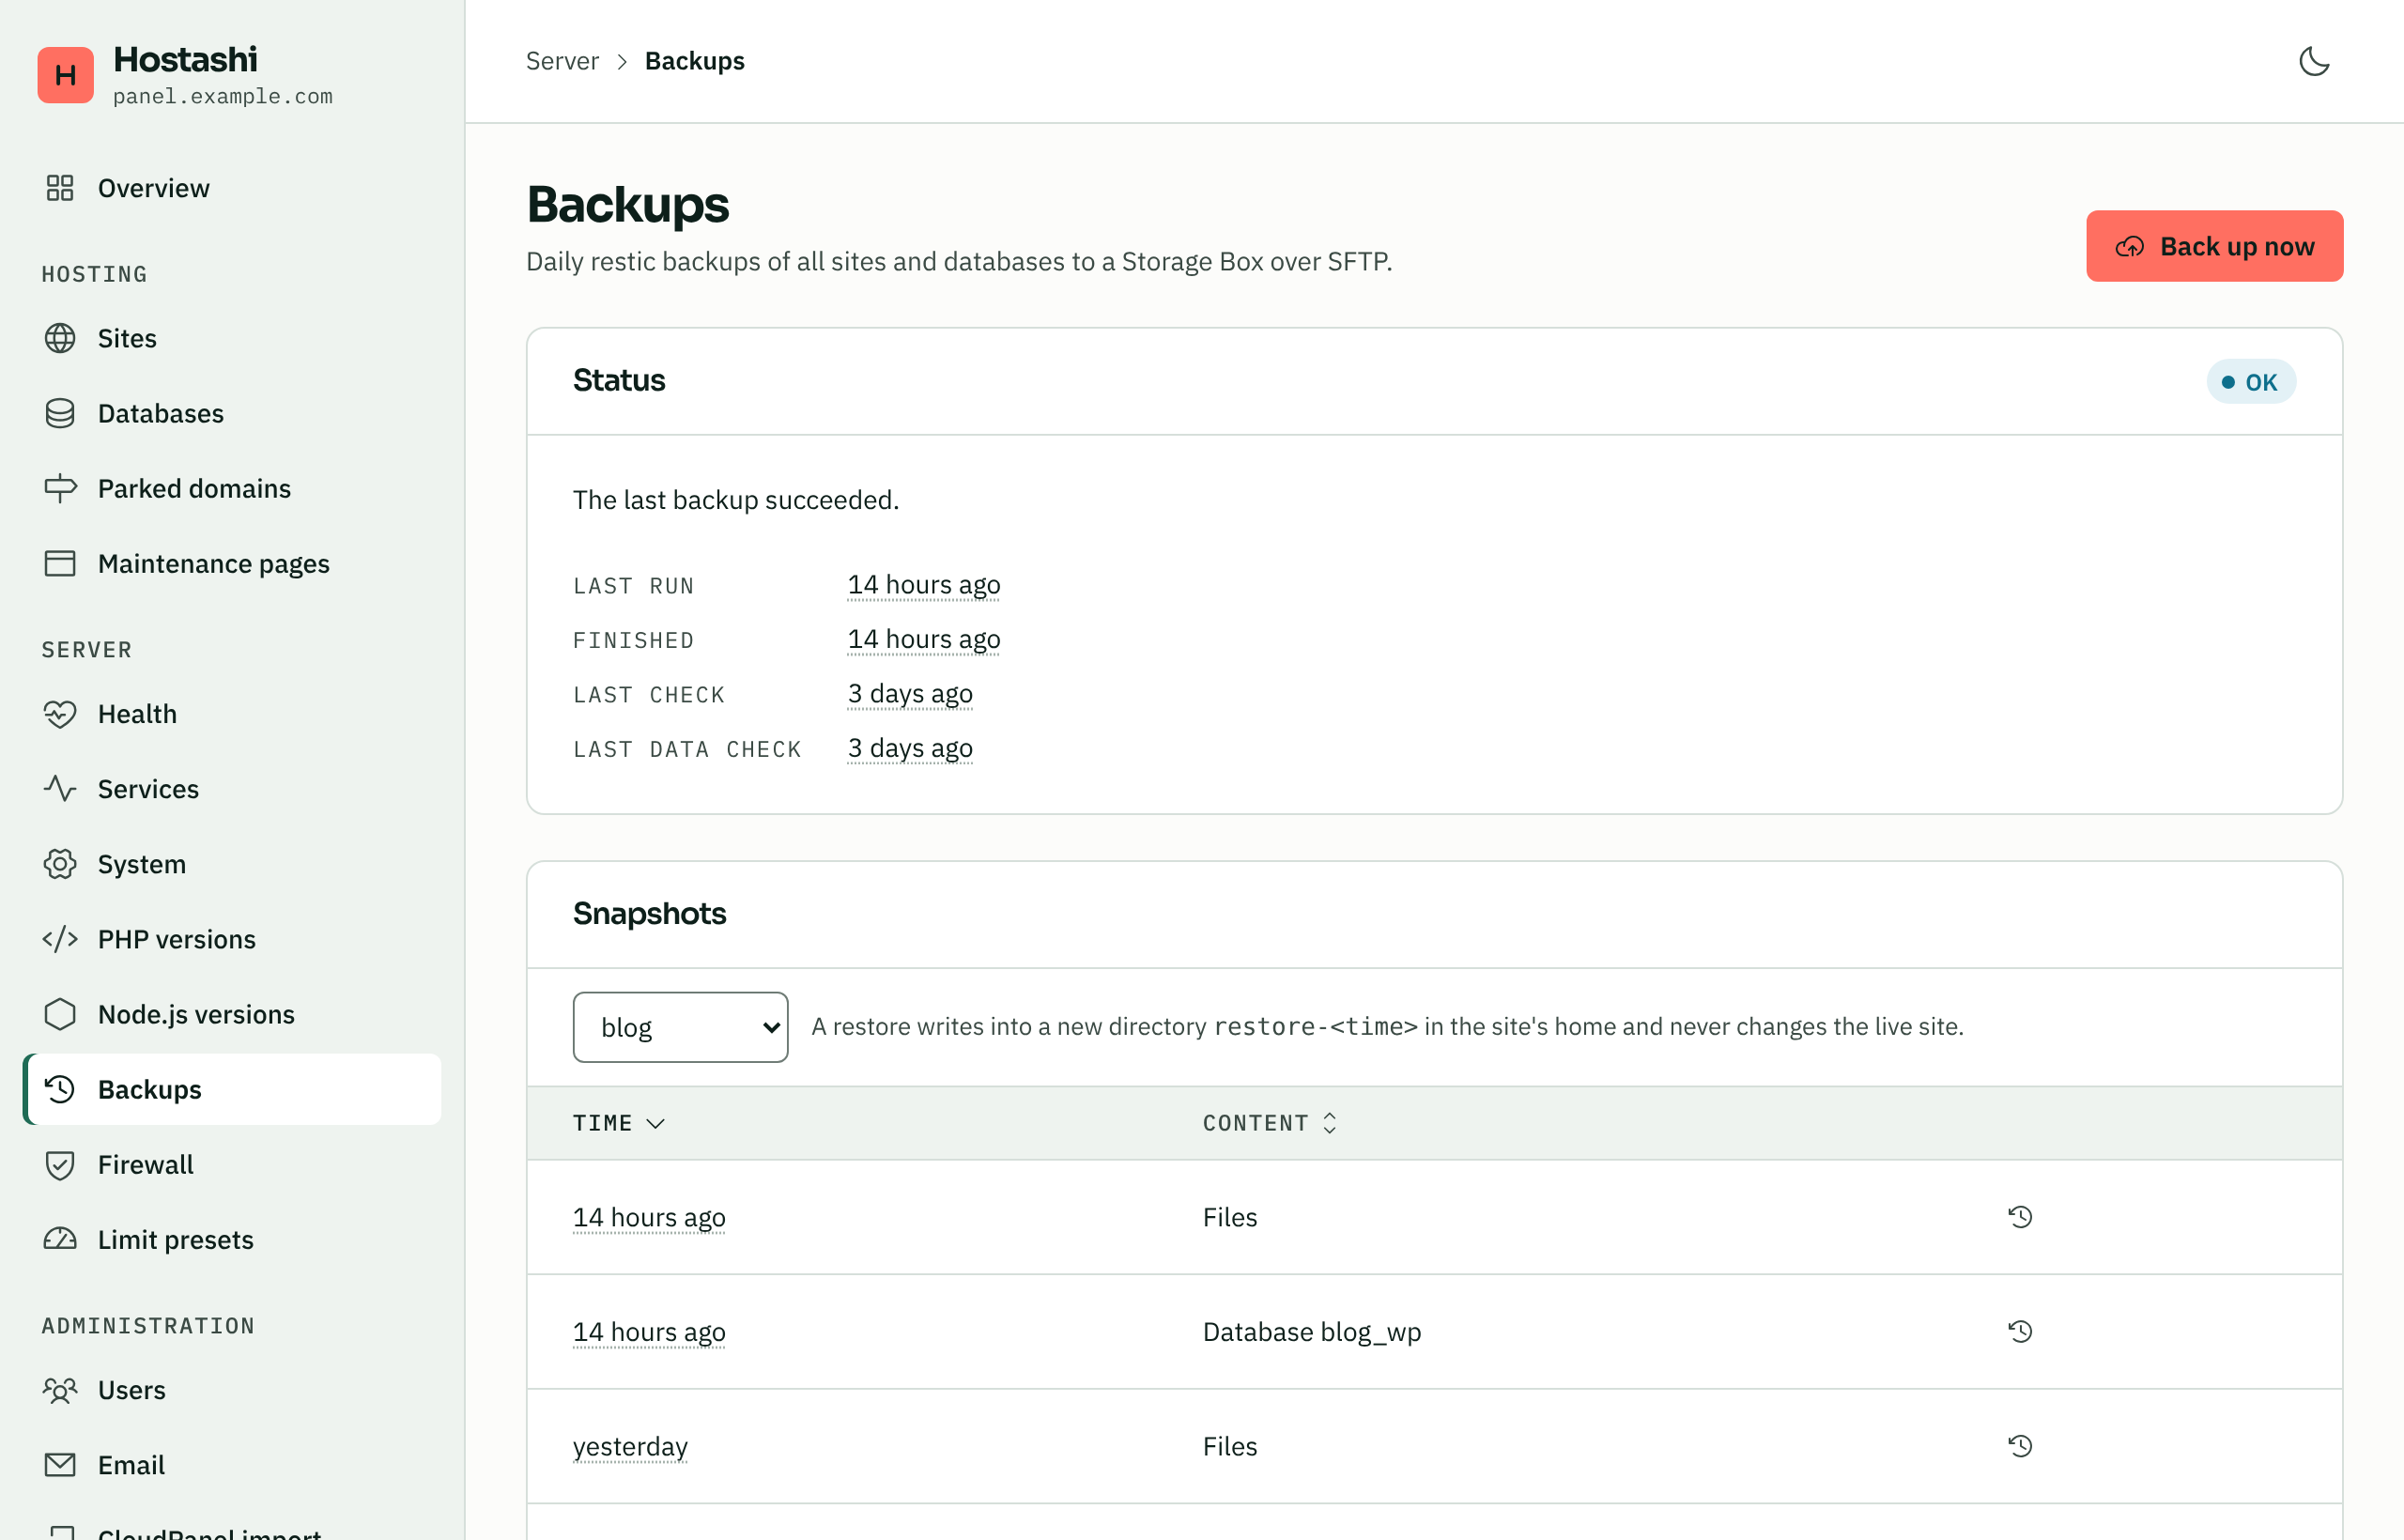 H
Hostashi
panel.example.com
Overview
HOSTING
Sites
Databases
Parked domains
Maintenance pages
SERVER
Health
Services
System
PHP versions
Node.js versions
Backups
Firewall
Limit presets
ADMINISTRATION
Users
Email
CloudPanel import
Server > Backups
Backups
Daily restic backups of all sites and databases to a Storage Box over SFTP.
Back up now
Status
OK
The last backup succeeded.
LAST RUN 14 hours ago
FINISHED 14 hours ago
LAST CHECK 3 days ago
LAST DATA CHECK 3 days ago
Snapshots
blog
A restore writes into a new directory restore-<time> in the site's home and never changes the live site.
TIME CONTENT
14 hours ago Files
14 hours ago Database blog_wp
yesterday Files